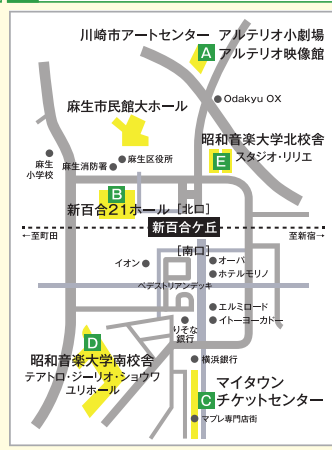 川崎市アートセンター アルテリオ小劇場
A アルテリオ映像館
Odakyu OX
麻生市民館大ホール
昭和音楽大学北校舎
E スタジオ・リリエ
麻生
小学校
麻生消防署
麻生区役所
B
新百合21ホール
[北口]
←至町田
新百合ケ丘
至新宿→
[南口]
イオン
オーパ
ホテルモリノ
ペデストリアンデッキ
エルミロード
イトーヨーカドー
りそな
銀行
D
昭和音楽大学南校舎
テアトロ・ジーリオ・ショウワ
ユリホール
横浜銀行
マイタウン
C チケットセンター
マプレ専門店街